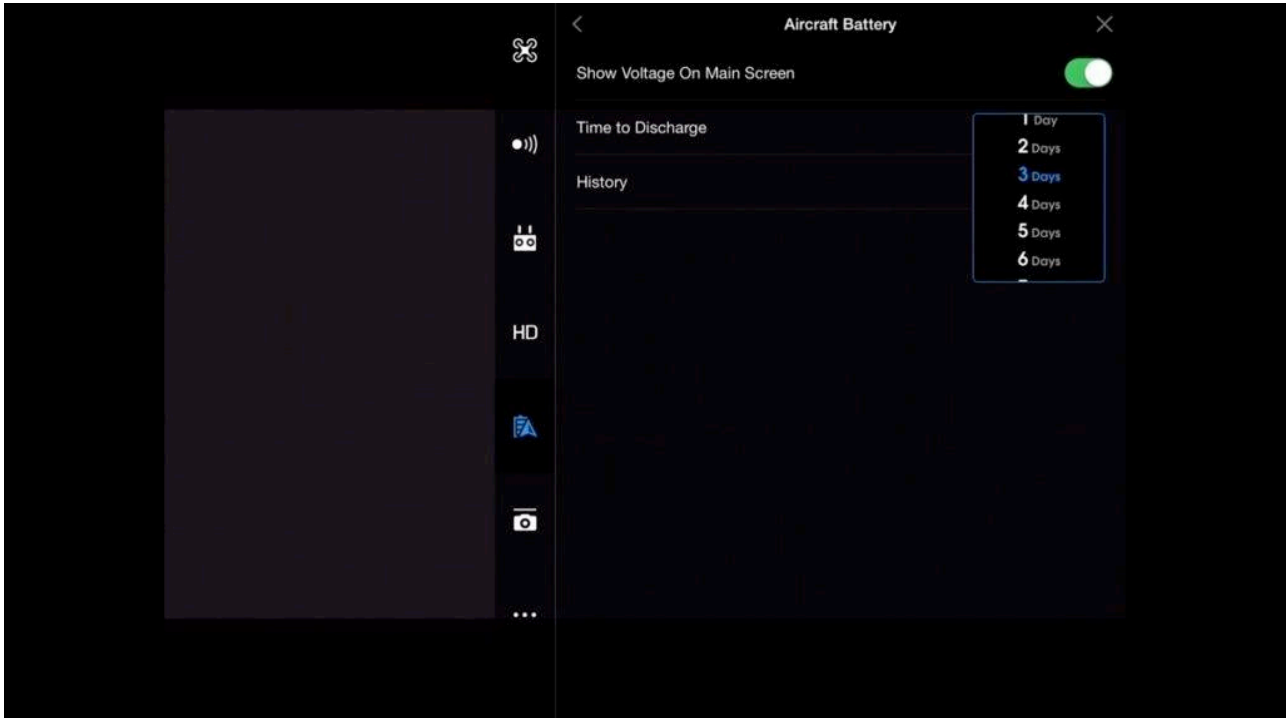 Aircraft Battery
Show Voltage On Main Screen
Time to Discharge
1 Day
2 Days
3 Days
History
4 Days
5 Days
6 Days
HD